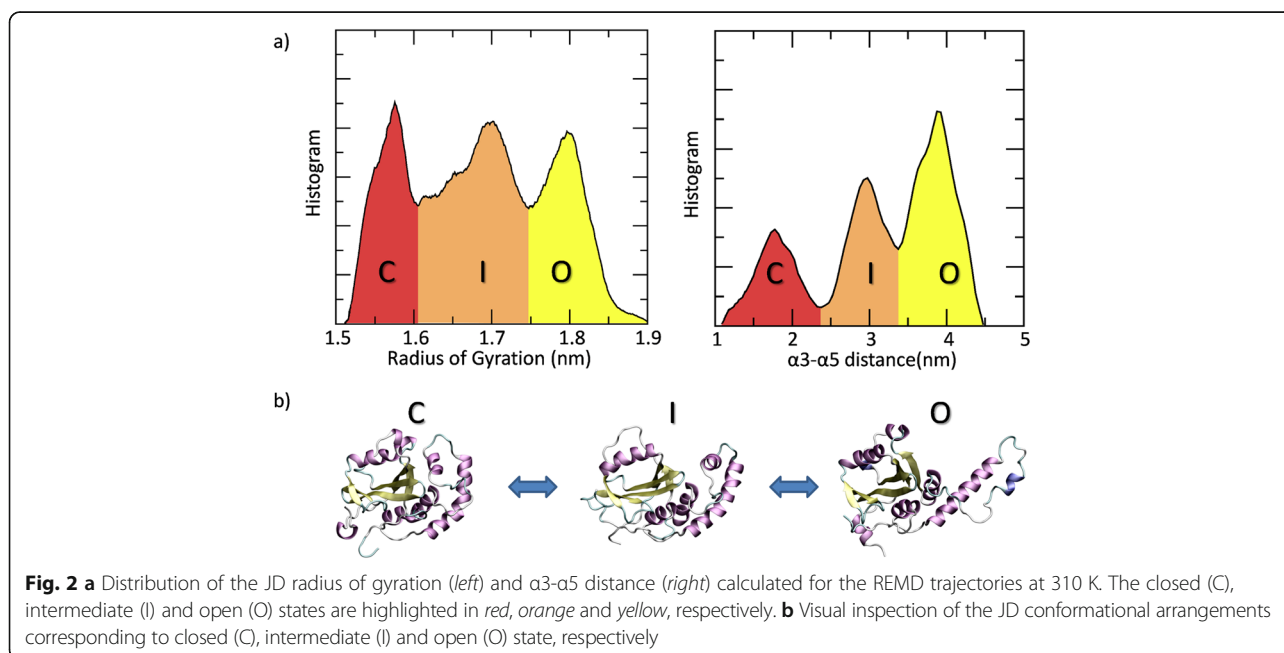 a)
Histogram
C
I
O
1.5
1.6
1.7
1.8
1.9
Radius of Gyration (nm)
Histogram
C
I
O
1
2
3
4
5
α3-α5 distance(nm)
b)
C
I
O
Fig. 2 a Distribution of the JD radius of gyration (left) and α3-α5 distance (right) calculated for the REMD trajectories at 310 K. The closed (C),
intermediate (I) and open (O) states are highlighted in red, orange and yellow, respectively. b Visual inspection of the JD conformational arrangements
corresponding to closed (C), intermediate (I) and open (O) state, respectively